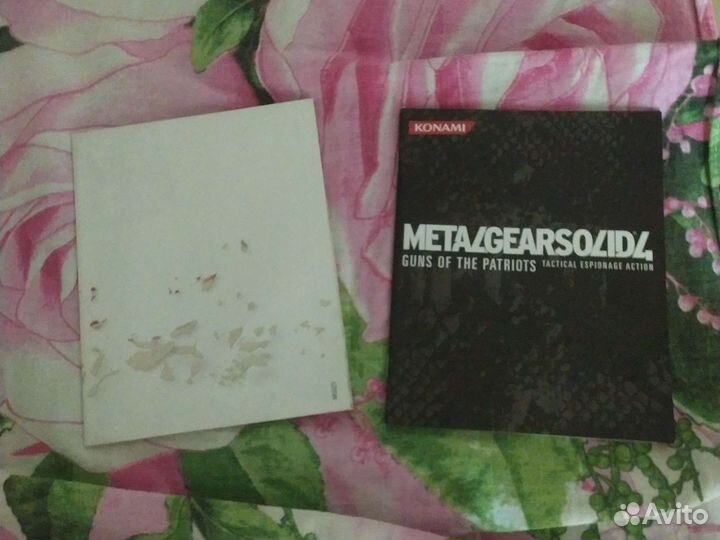 KONAMI
METAL GEAR SOLID 4
GUNS OF THE PATRIOTS TACTICAL ESPIONAGE ACTION
Avito